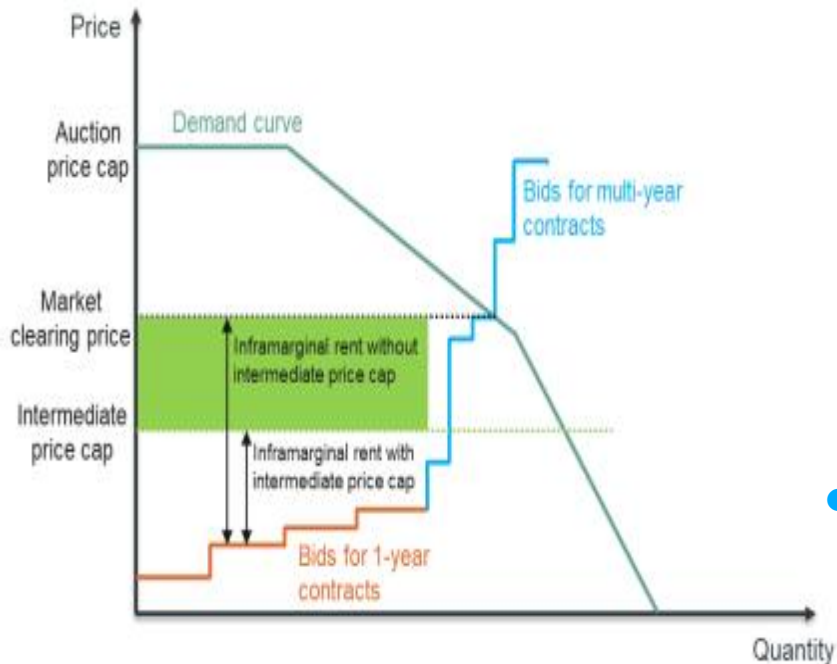 Price
Demand curve
Auction
price cap
Bids for multi-year
contracts
Market
clearing price
Inframarginal rent without
intermediate price cap
Intermediate
price cap
Inframarginal rent with
intermediate price cap
Bids for 1-year
contracts
Quantity